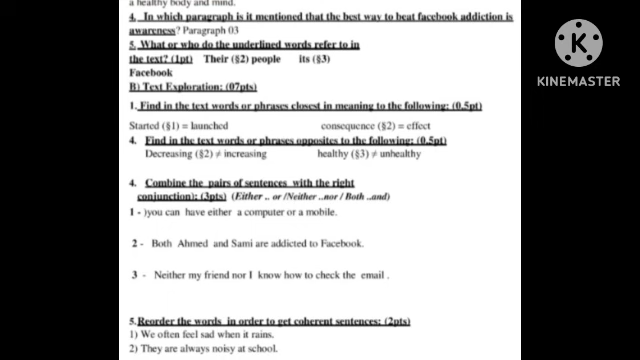 a healthy body and mind.
4. In which paragraph is it mentioned that the best way to beat facebook addiction is
awareness? Paragraph 03
5. What or who do the underlined words refer to in
the text? (1pt) Their (§2) people its (§3)
Facebook
B) Text Exploration: (07pts)
1. Find in the text words or phrases closest in meaning to the following: (0,5pt)
Started (§1) = launched consequence (§2) = effect
4. Find in the text words or phrases opposites to the following: (0,5pt)
Decreasing (§2) ≠ increasing healthy (§3) ≠ unhealthy
4. Combine the pairs of sentences with the right
conjunction: (3pts) (Either .. or /Neither ..nor / Both ..and)
1 - )you can have either a computer or a mobile.
2 - Both Ahmed and Sami are addicted to Facebook.
3 - Neither my friend nor I know how to check the email .
5.Reorder the words in order to get coherent sentences: (2pts)
1) We often feel sad when it rains.
2) They are always noisy at school.
KINEMASTER